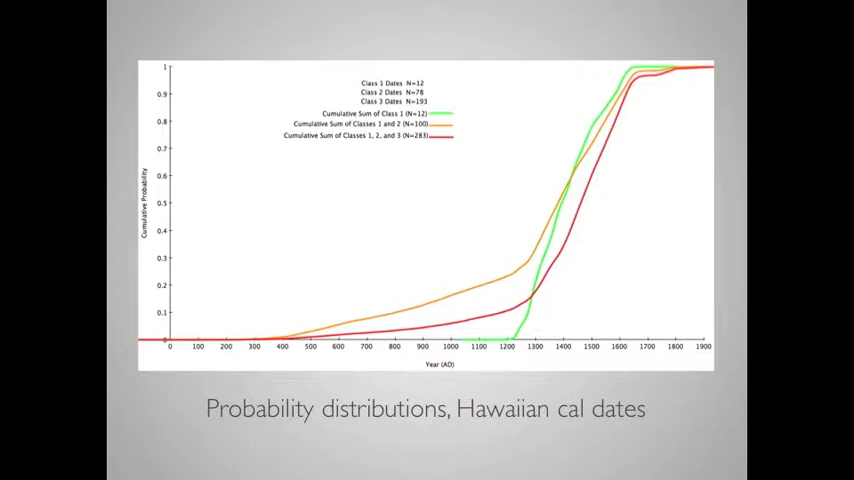 Class 1 Dates N=12
Class 2 Dates N=78
Class 3 Dates N=193
Cumulative Sum of Class 1 (N=12)
Cumulative Sum of Classes 1 and 2 (N=100)
Cumulative Sum of Classes 1, 2, and 3 (N=283)
Cumulative Probability
1
0.9
0.8
0.7
0.6
0.5
0.4
0.3
0.2
0.1
0
0 100 200 300 400 500 600 700 800 900 1000 1100 1200 1300 1400 1500 1600 1700 1800 1900
Year (AD)
Probability distributions, Hawaiian cal dates